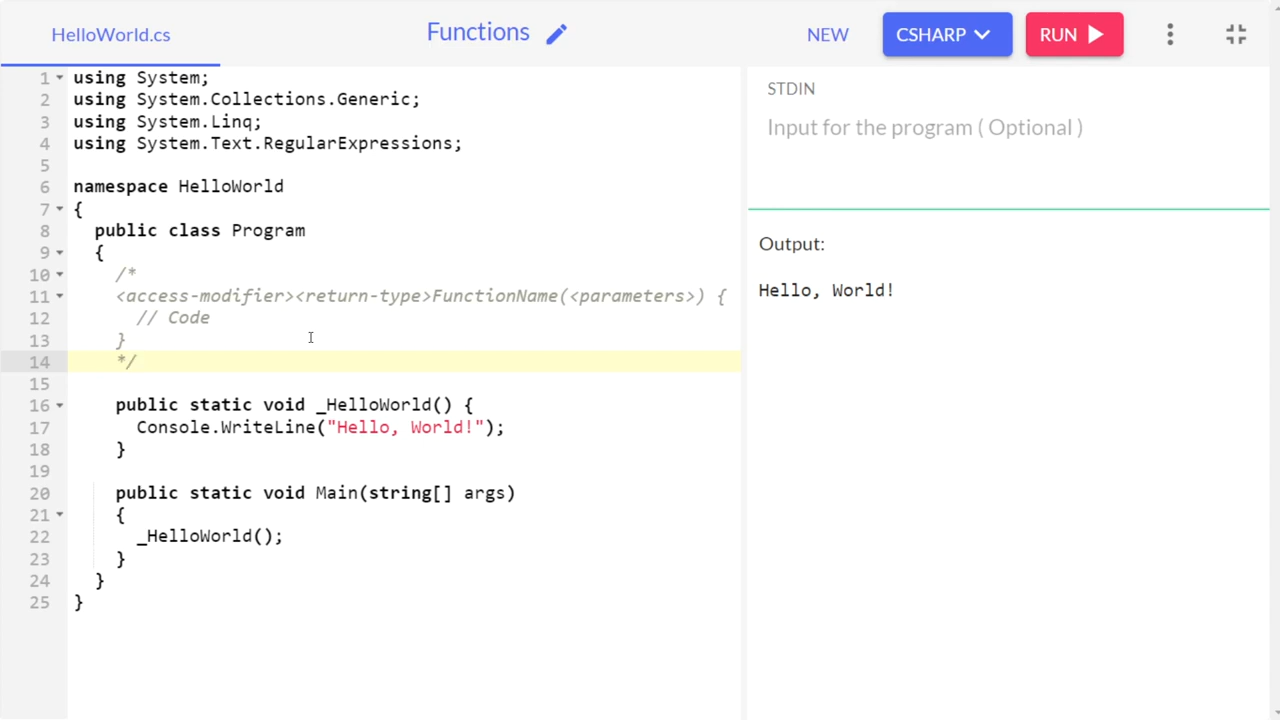 HelloWorld.cs
Functions
NEW
CSHARP
RUN
1 using System;
2 using System.Collections.Generic;
3 using System.Linq;
4 using System.Text.RegularExpressions;
5
6 namespace HelloWorld
7 {
8 public class Program
9 {
10 /*
11 <access-modifier><return-type>FunctionName(<parameters>) {
12 // Code
13 }
14 */
15
16 public static void _HelloWorld() {
17 Console.WriteLine("Hello, World!");
18 }
19
20 public static void Main(string[] args)
21 {
22 _HelloWorld();
23 }
24 }
25 }
STDIN
Input for the program ( Optional )
Output:
Hello, World!